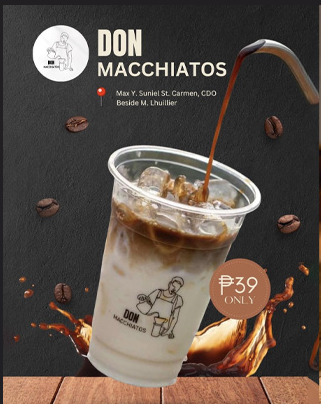 DON
MACCHIATOS
Max Y. Suniel St. Carmen, CDO
Beside M. Lhuillier
₱39
ONLY
DON
MACCHIATOS